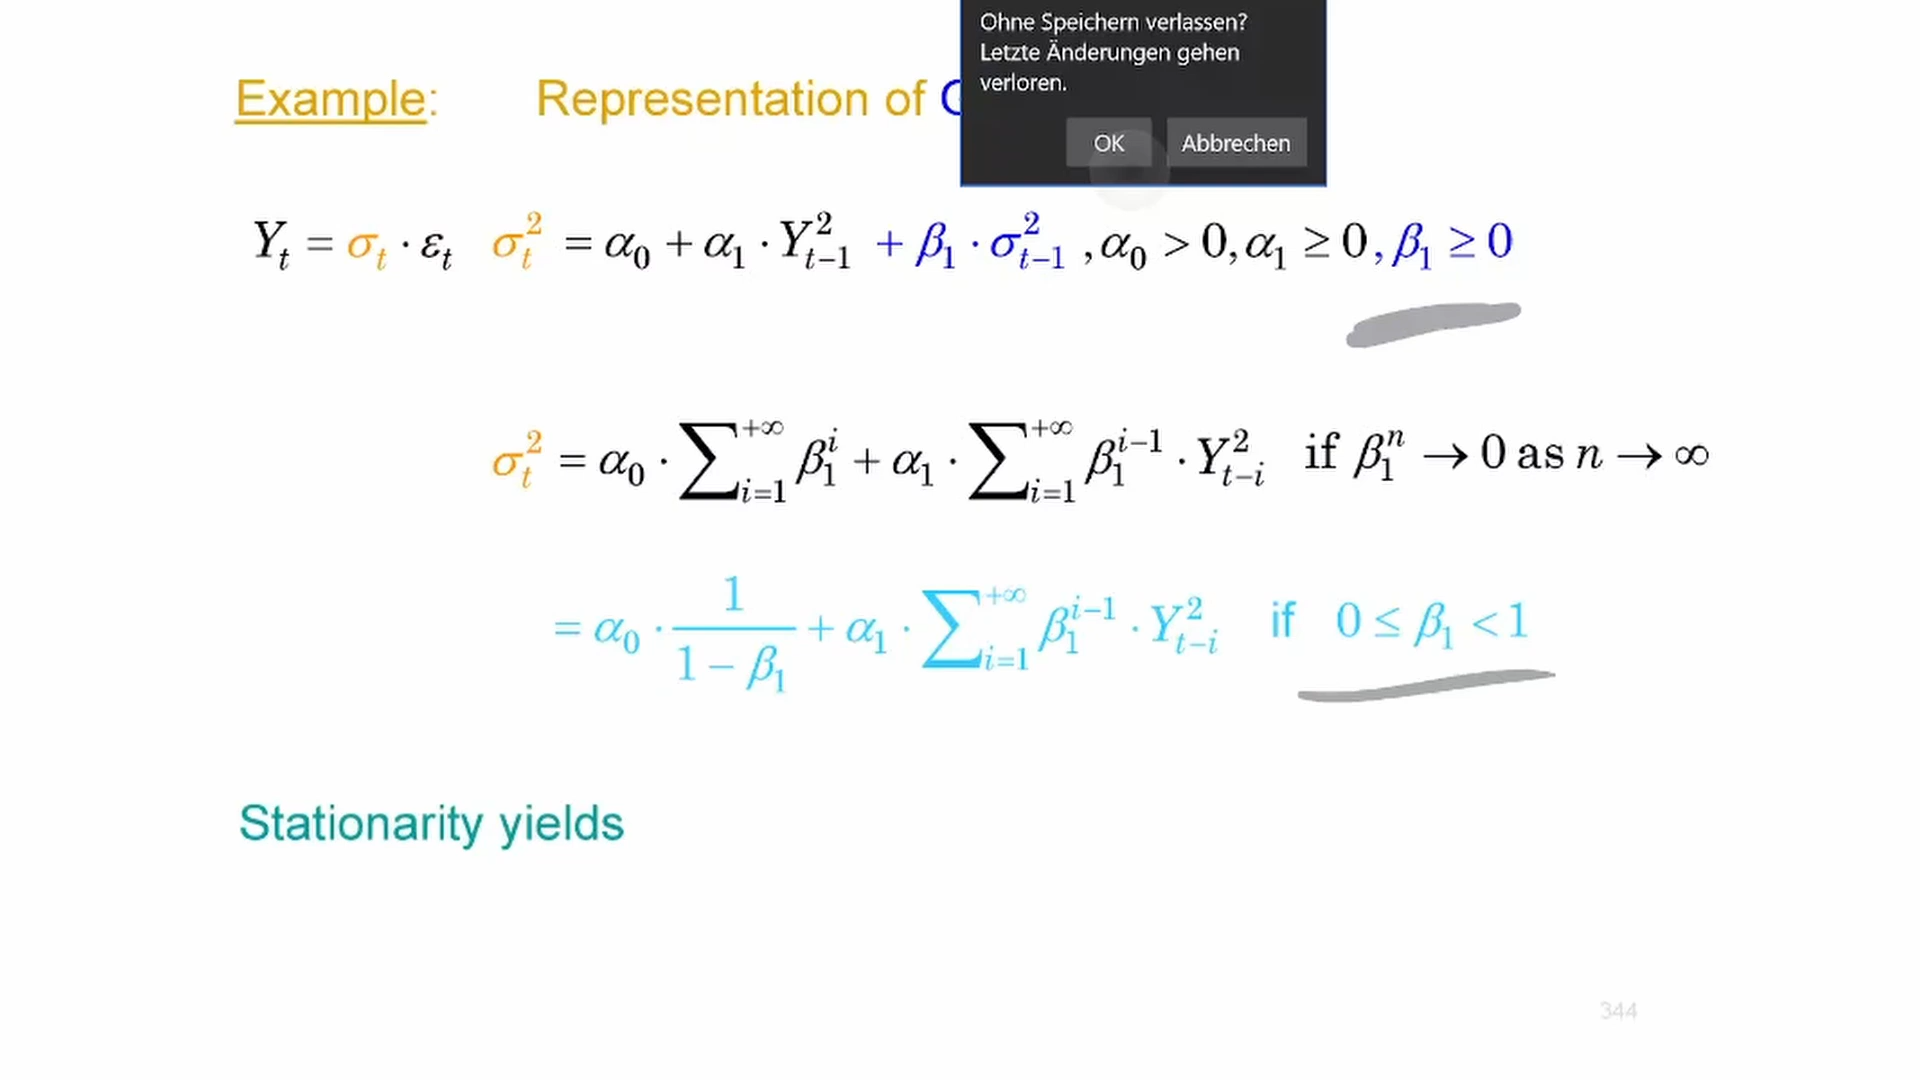 Ohne Speichern verlassen?
Letzte Änderungen gehen
verloren.
OK Abbrechen
Example: Representation of
Y_t = σ_t · ε_t σ_t^2 = α_0 + α_1 · Y_{t−1}^2 + β_1 · σ_{t−1}^2 , α_0 > 0, α_1 ≥ 0, β_1 ≥ 0
σ_t^2 = α_0 · ∑_{i=1}^{+∞} β_1^i + α_1 · ∑_{i=1}^{+∞} β_1^{i−1} · Y_{t−i}^2 if β_1^n → 0 as n → ∞
= α_0 · \frac{1}{1 − β_1} + α_1 · ∑_{i=1}^{+∞} β_1^{i−1} · Y_{t−i}^2 if 0 ≤ β_1 < 1
Stationarity yields
344